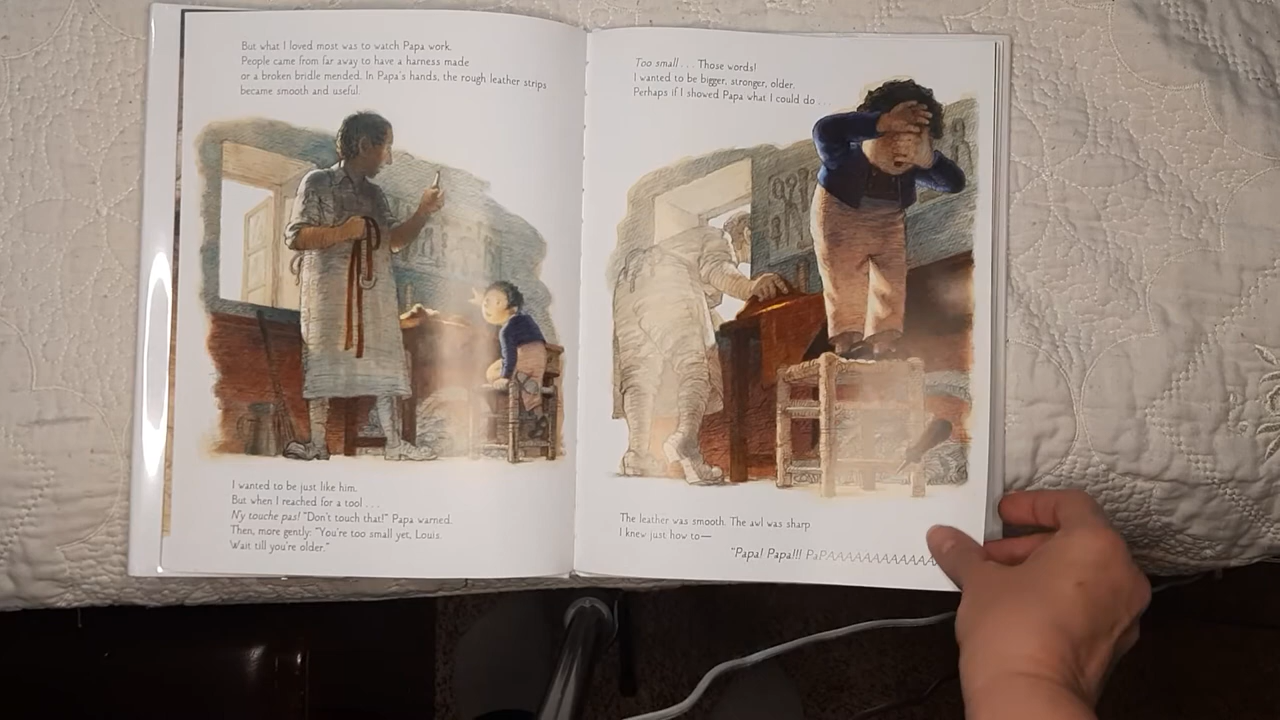 But what I loved most was to watch Papa work.
People came from far away to have a harness made
or a broken bridle mended. In Papa's hands, the rough leather strips
became smooth and useful.
I wanted to be just like him.
But when I reached for a tool . . .
N'y touche pas! "Don't touch that!" Papa warned.
Then, more gently: "You're too small yet, Louis.
Wait till you're older."
Too small . . . Those words!
I wanted to be bigger, stronger, older.
Perhaps if I showed Papa what I could do . . .
The leather was smooth. The awl was sharp.
I knew just how to—
"Papa! Papa!!!